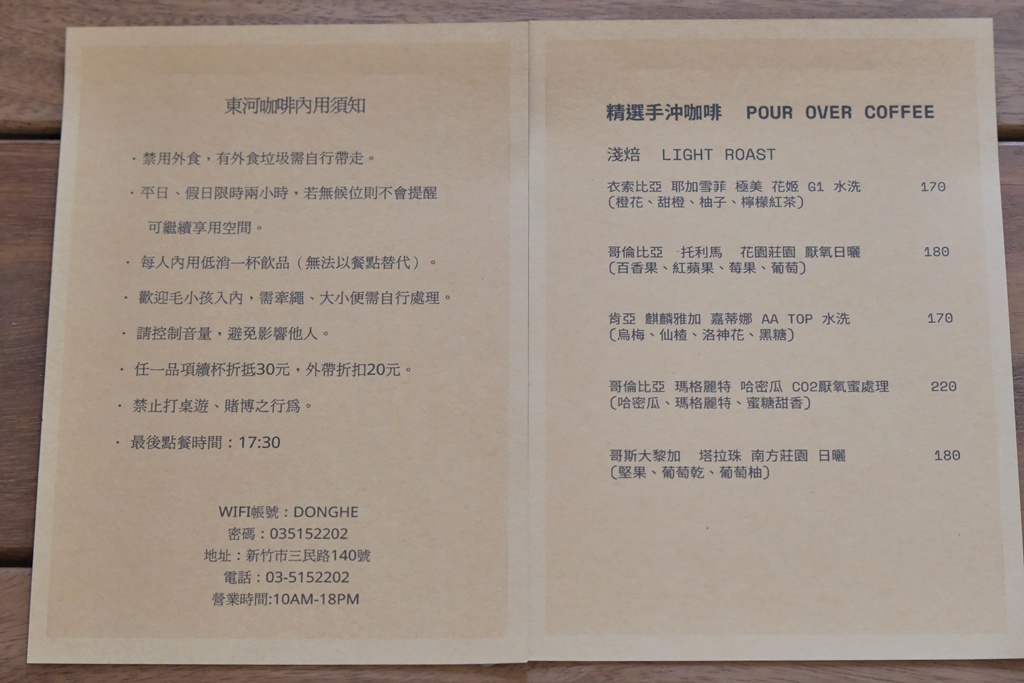 東河咖啡內用須知
· 禁用外食，有外食垃圾需自行帶走。
· 平日、假日限時兩小時，若無候位則不會提醒
可繼續享用空間。
· 每人內用低消一杯飲品（無法以餐點替代）。
· 歡迎毛小孩入內，需牽繩、大小便需自行處理。
· 請控制音量，避免影響他人。
· 任一品項續杯折抵30元，外帶折扣20元。
· 禁止打桌遊、賭博之行為。
· 最後點餐時間：17:30
WIFI帳號：DONGHE
密碼：035152202
地址：新竹市三民路140號
電話：03-5152202
營業時間:10AM-18PM
精選手沖咖啡 POUR OVER COFFEE
淺焙 LIGHT ROAST
衣索比亞 耶加雪菲 極美 花姬 G1 水洗 170
(橙花、甜橙、柚子、檸檬紅茶)
哥倫比亞 托利馬 花園莊園 厭氧日曬 180
(百香果、紅蘋果、莓果、葡萄)
肯亞 麒麟雅加 嘉蒂娜 AA TOP 水洗 170
(烏梅、仙楂、洛神花、黑糖)
哥倫比亞 瑪格麗特 哈密瓜 CO2厭氧蜜處理 220
(哈密瓜、瑪格麗特、蜜糖甜香)
哥斯大黎加 塔拉珠 南方莊園 日曬 180
(堅果、葡萄乾、葡萄柚)